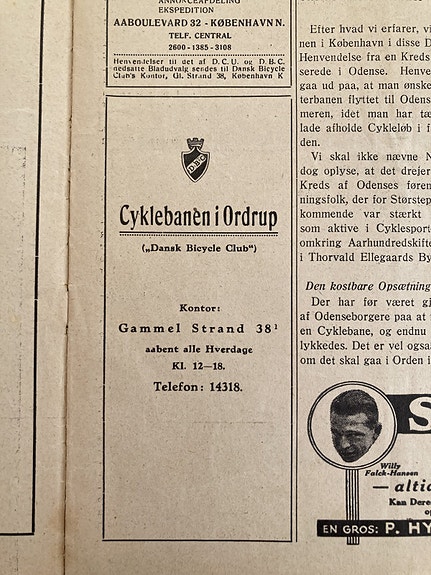 ANNONCEAFDELING
EKSPEDITION
AABOULEVARD 32 - KØBENHAVN N.
TELF. CENTRAL
2600-1385-3108
Henvendelser til det af D.C.U. og D.B.C.
nedsatte Bladudvalg sendes til Dansk Bicycle
Club's Kontor, Gl. Strand 38, København K
D.B.C.
Cyklebanen i Ordrup
(„Dansk Bicycle Club")
Kontor:
Gammel Strand 38¹
aabent alle Hverdage
Kl. 12—18.
Telefon: 14318.
Efter hvad vi erfarer, vi
nen i København i disse D
Henvendelse fra en Kreds
serede i Odense. Henve
gaa ud paa, at man ønske
terbanen flyttet til Odens
meren, idet man har tæ
lade afholde Cykleløb i f
den.
Vi skal ikke nævne N
dog oplyse, at det drejer
Kreds af Odenses føren
ningsfolk, der for Størstep
kommende var stærkt
som aktive i Cyklesport
omkring Aarhundredskifte
i Thorvald Ellegaards By
Den kostbare Opsætning
Der har før været gj
af Odenseborgere paa at
en Cyklebane, og endnu
lykkedes. Det er vel ogsa
om det skal gaa i Orden i
S
Willy
Falck-Hansen
— altid
Kan Dere
EN GROS: P. HY